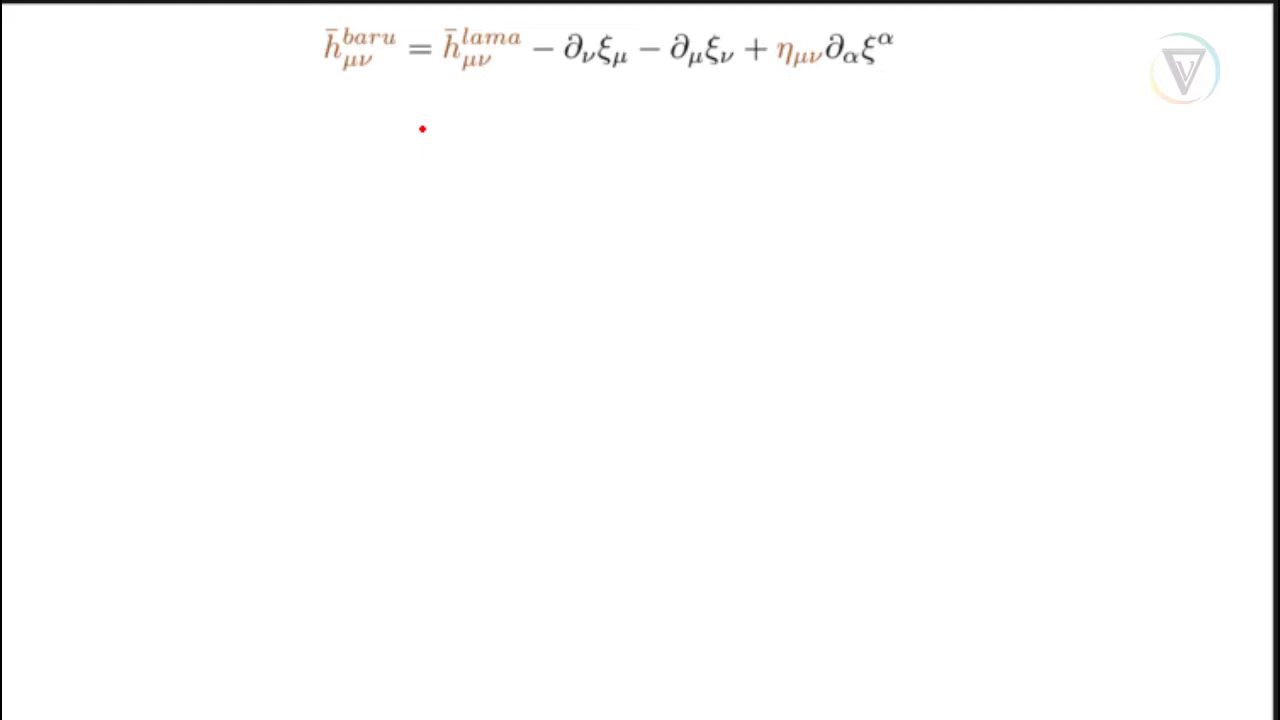 h̄_{μν}^{baru} = h̄_{μν}^{lama} − ∂_ν ξ_μ − ∂_μ ξ_ν + η_{μν} ∂_α ξ^α